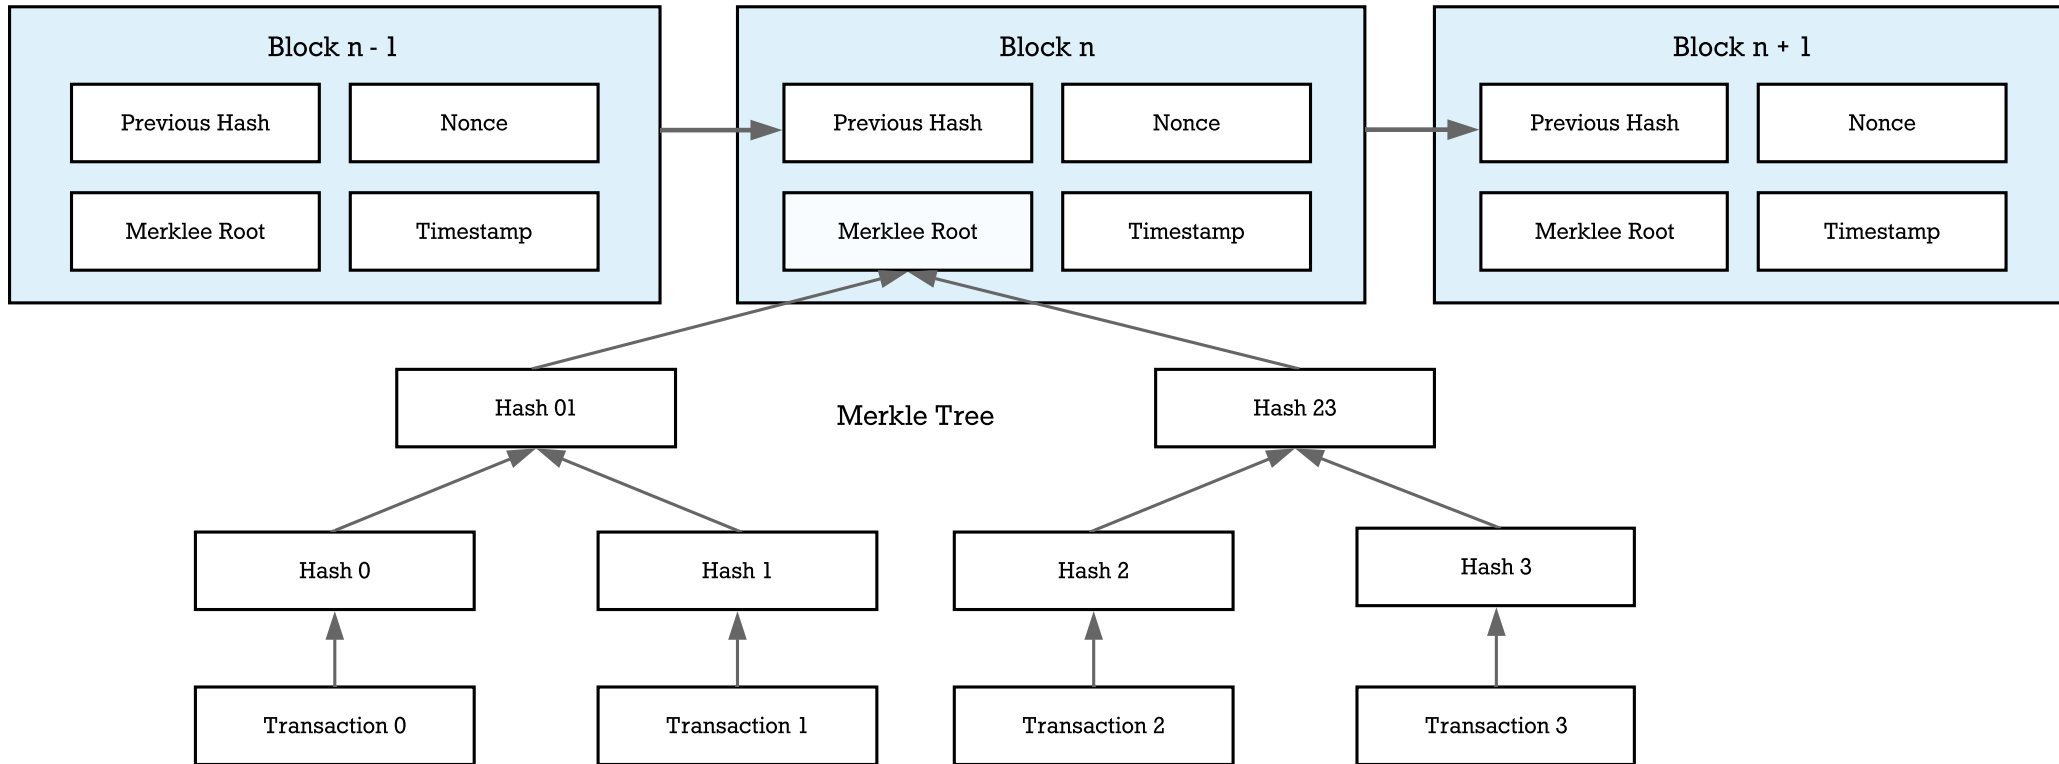 Block n - 1
Block n
Block n + 1
Previous Hash
Nonce
Previous Hash
Nonce
Previous Hash
Nonce
Merklee Root
Timestamp
Merklee Root
Timestamp
Merklee Root
Timestamp
Hash 01
Merkle Tree
Hash 23
Hash 0
Hash 1
Hash 2
Hash 3
Transaction 0
Transaction 1
Transaction 2
Transaction 3